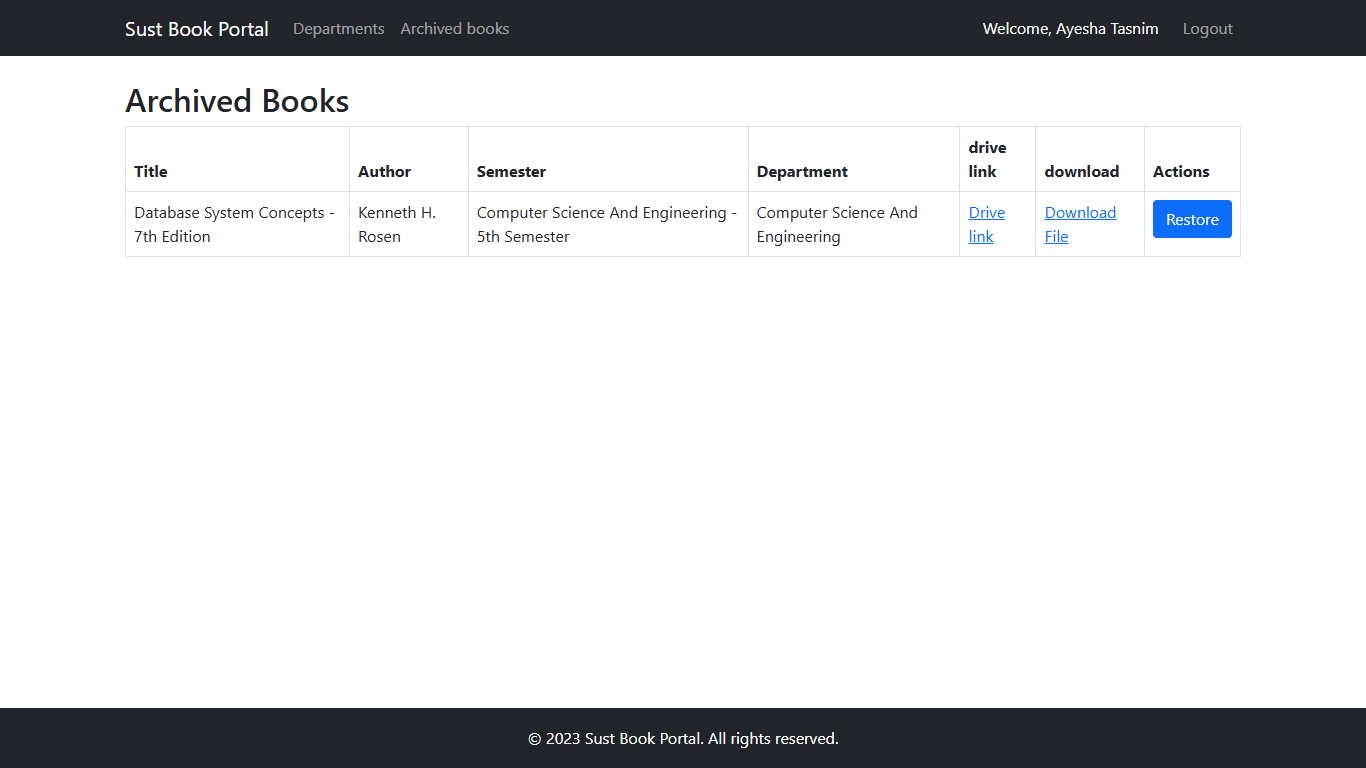 Sust Book Portal Departments Archived books Welcome, Ayesha Tasnim Logout
Archived Books
Title Author Semester Department drive link download Actions
Database System Concepts - Kenneth H. Computer Science And Engineering - Computer Science And Drive Download Restore
7th Edition Rosen 5th Semester Engineering link File
© 2023 Sust Book Portal. All rights reserved.